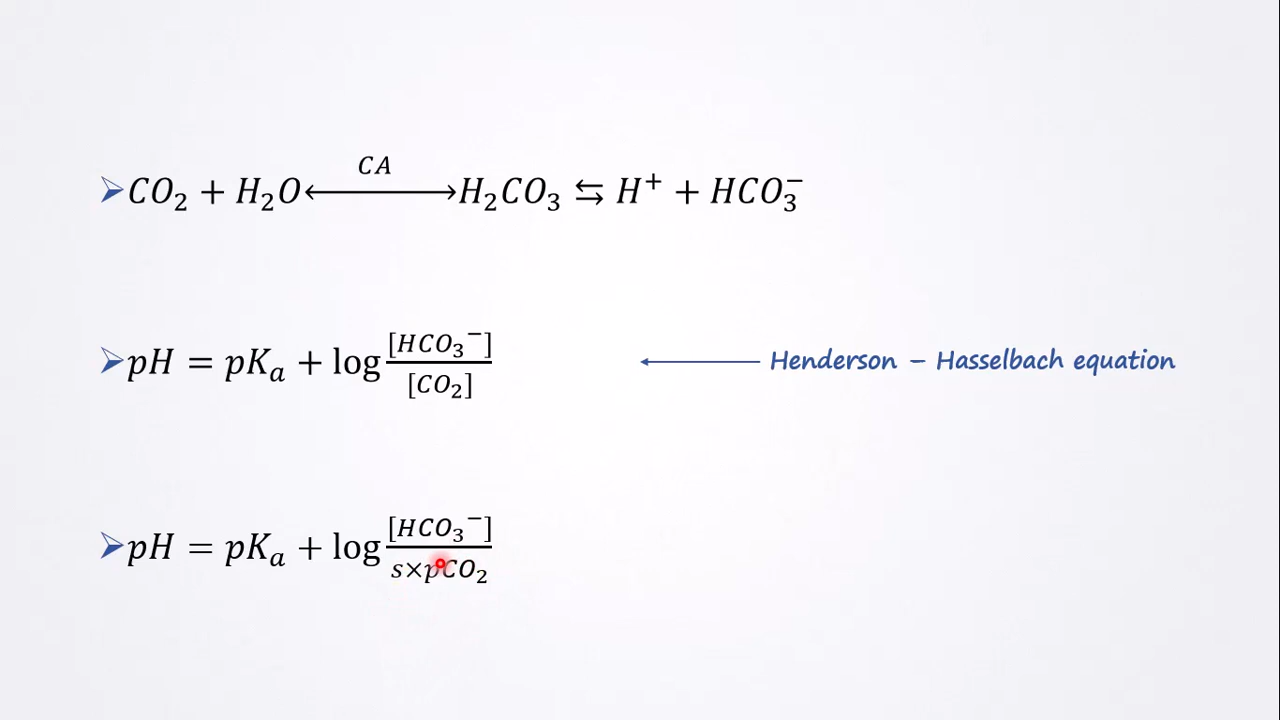 ➢CO₂ + H₂O ⟷ H₂CO₃ ⇆ H⁺ + HCO₃⁻
CA
➢pH = pKₐ + log [HCO₃⁻]/[CO₂]
Henderson – Hasselbach equation
➢pH = pKₐ + log [HCO₃⁻]/s×pCO₂